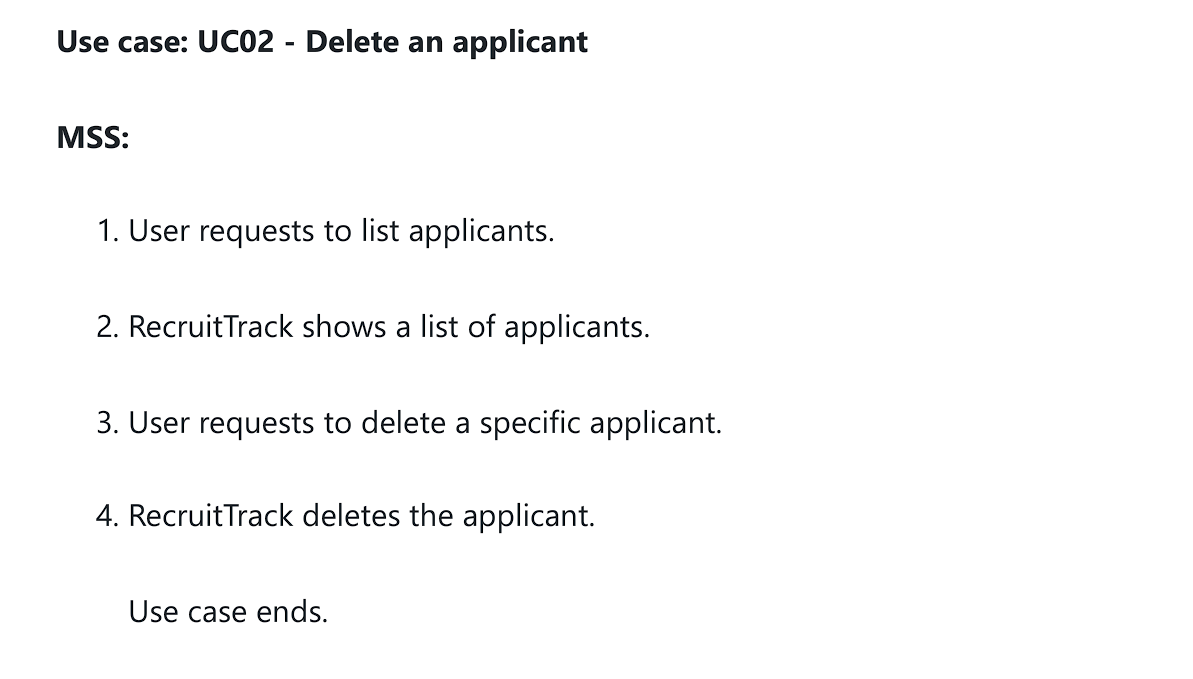 Use case: UC02 - Delete an applicant
MSS:
1. User requests to list applicants.
2. RecruitTrack shows a list of applicants.
3. User requests to delete a specific applicant.
4. RecruitTrack deletes the applicant.
Use case ends.